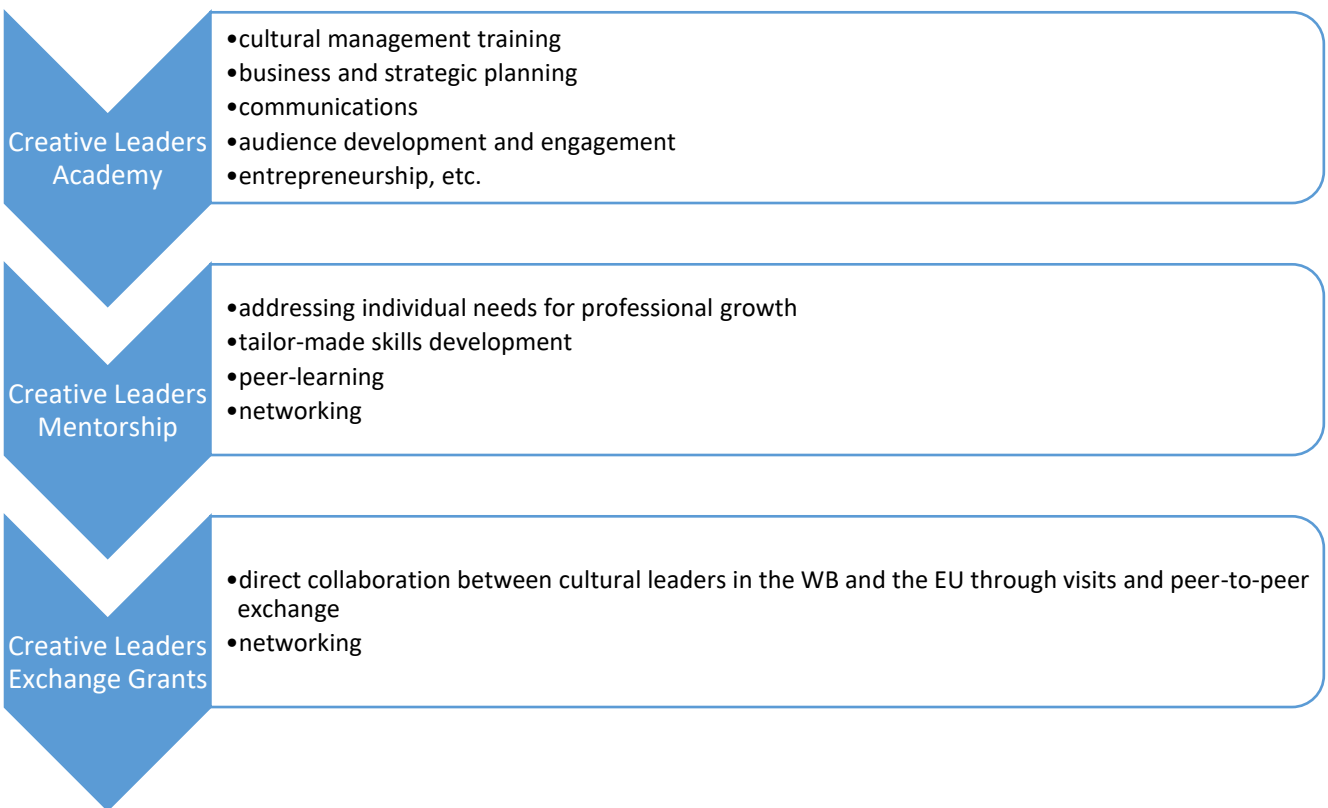 Creative Leaders
Academy
•cultural management training
•business and strategic planning
•communications
•audience development and engagement
•entrepreneurship, etc.
Creative Leaders
Mentorship
•addressing individual needs for professional growth
•tailor-made skills development
•peer-learning
•networking
Creative Leaders
Exchange Grants
•direct collaboration between cultural leaders in the WB and the EU through visits and peer-to-peer
exchange
•networking